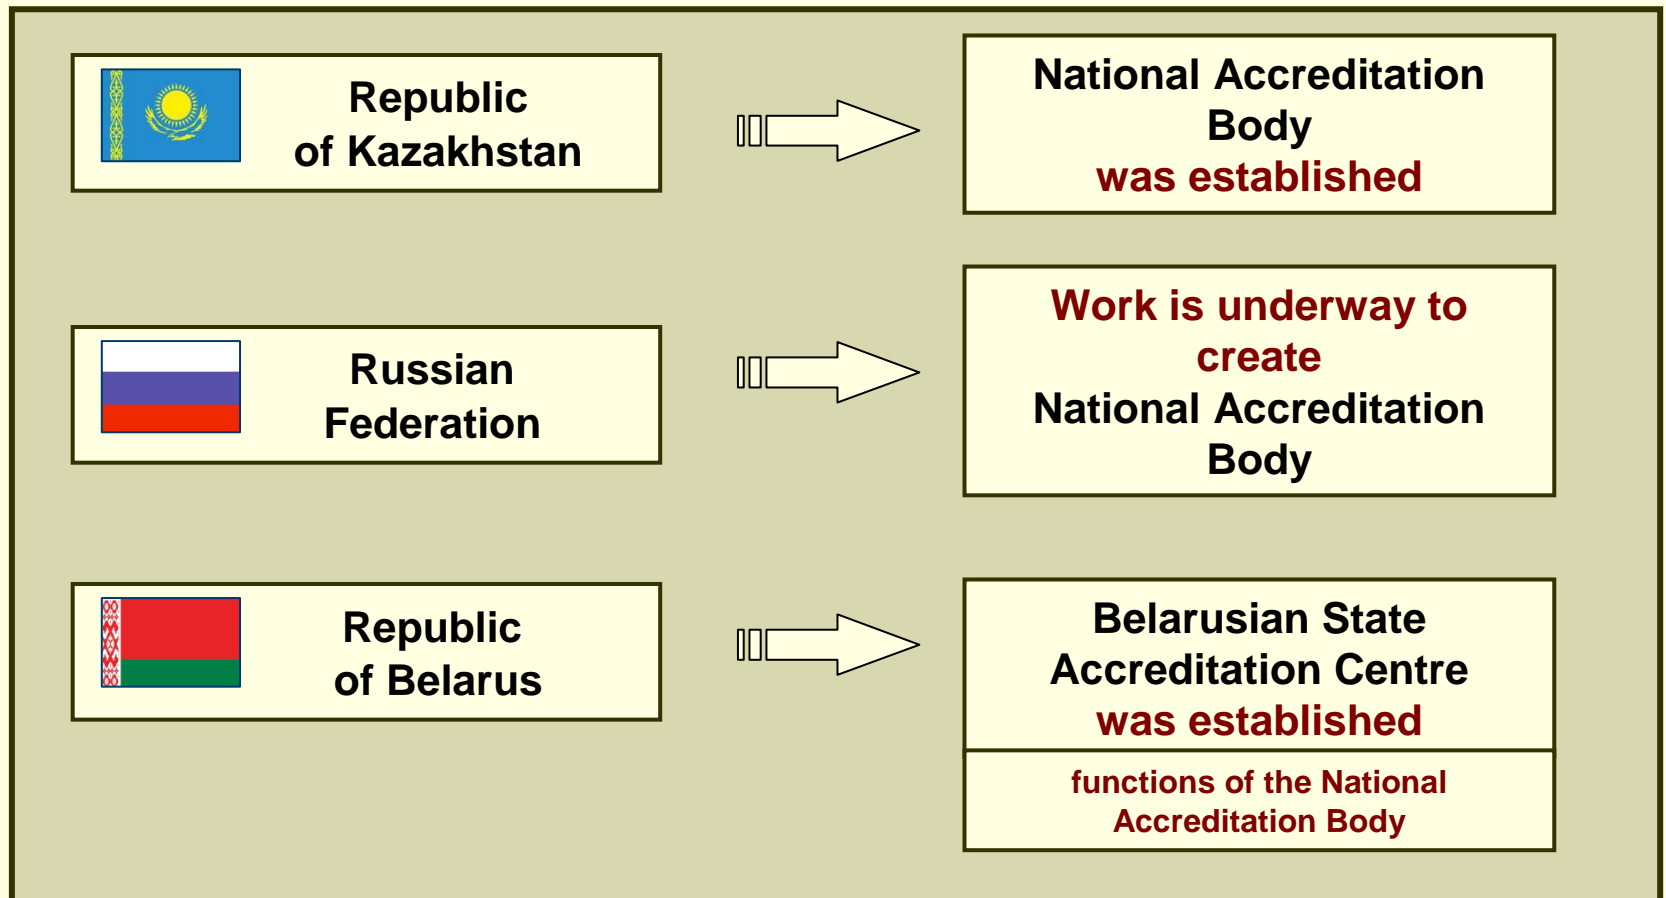 Republic
of Kazakhstan
National Accreditation
Body
was established
Russian
Federation
Work is underway to
create
National Accreditation
Body
Republic
of Belarus
Belarusian State
Accreditation Centre
was established
functions of the National
Accreditation Body